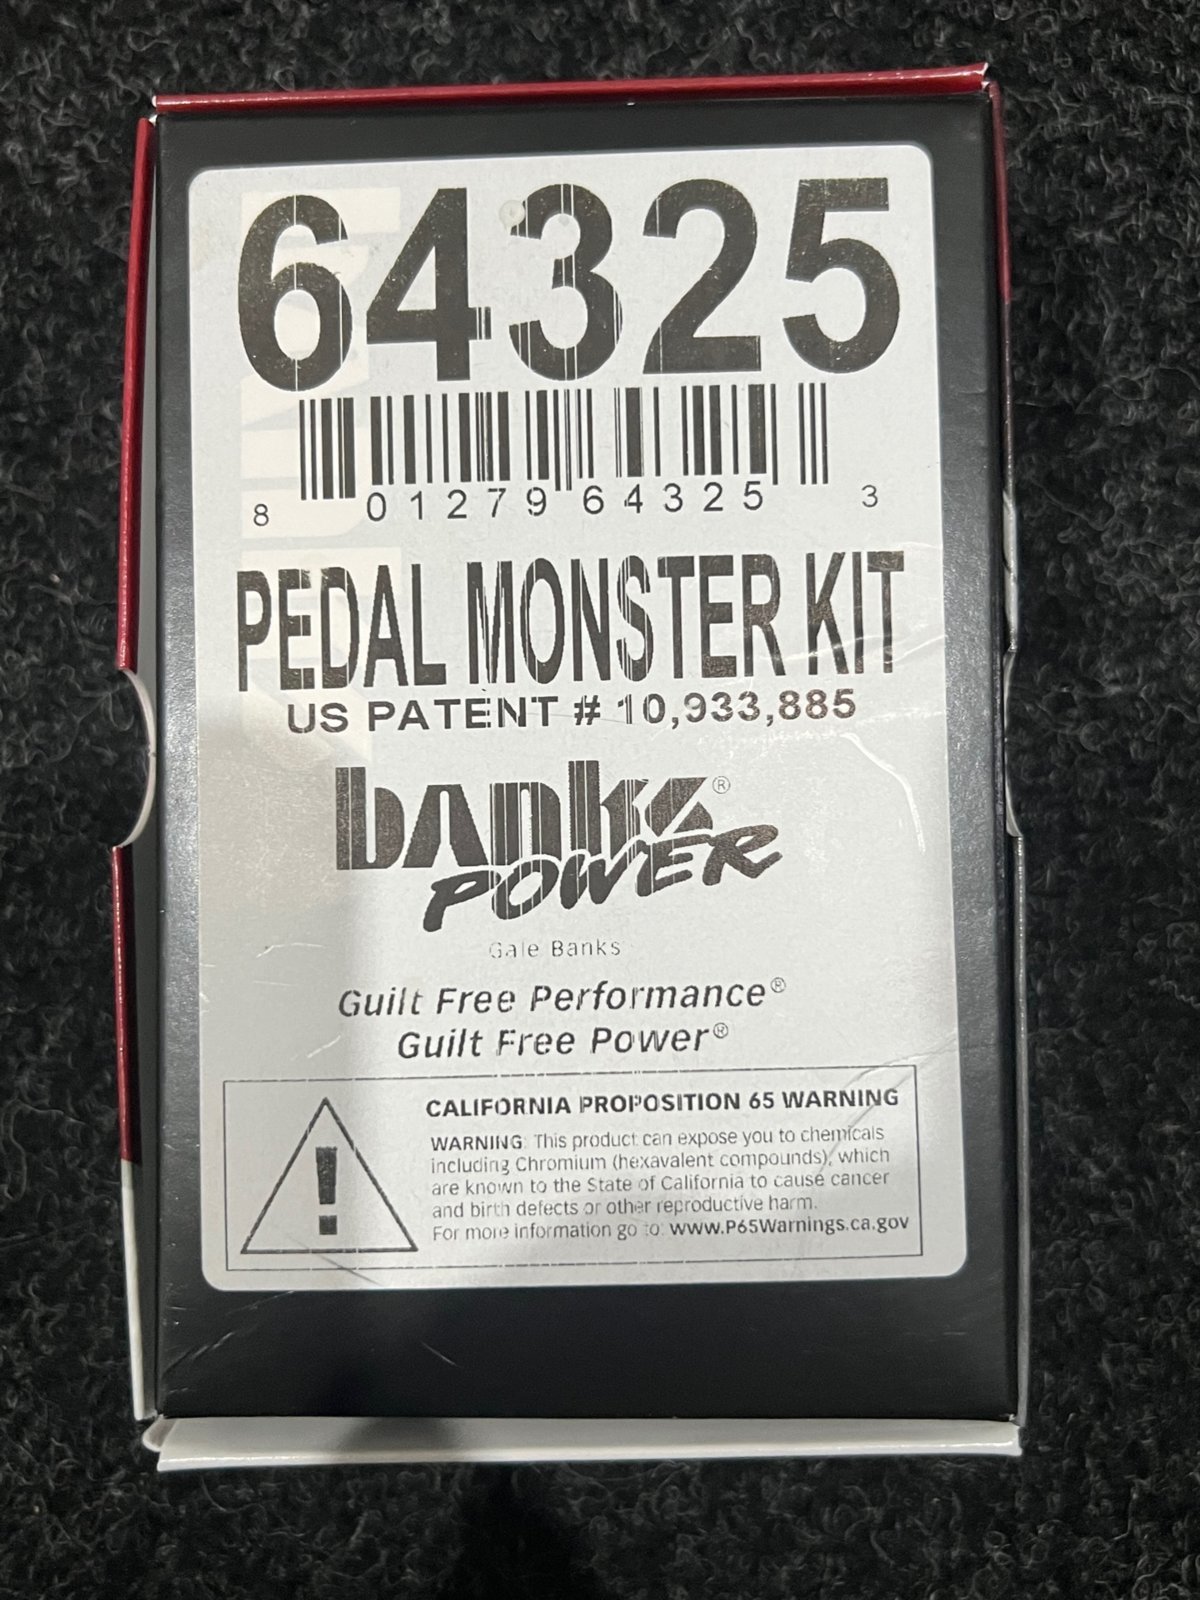 64325
8 01279 64325 3
PEDAL MONSTER KIT
US PATENT # 10,933,885
banks®
POWER
Gale Banks
Guilt Free Performance®
Guilt Free Power®
CALIFORNIA PROPOSITION 65 WARNING
WARNING: This product can expose you to chemicals
including Chromium (hexavalent compounds), which
are known to the State of California to cause cancer
and birth defects or other reproductive harm.
For more information go to: www.P65Warnings.ca.gov